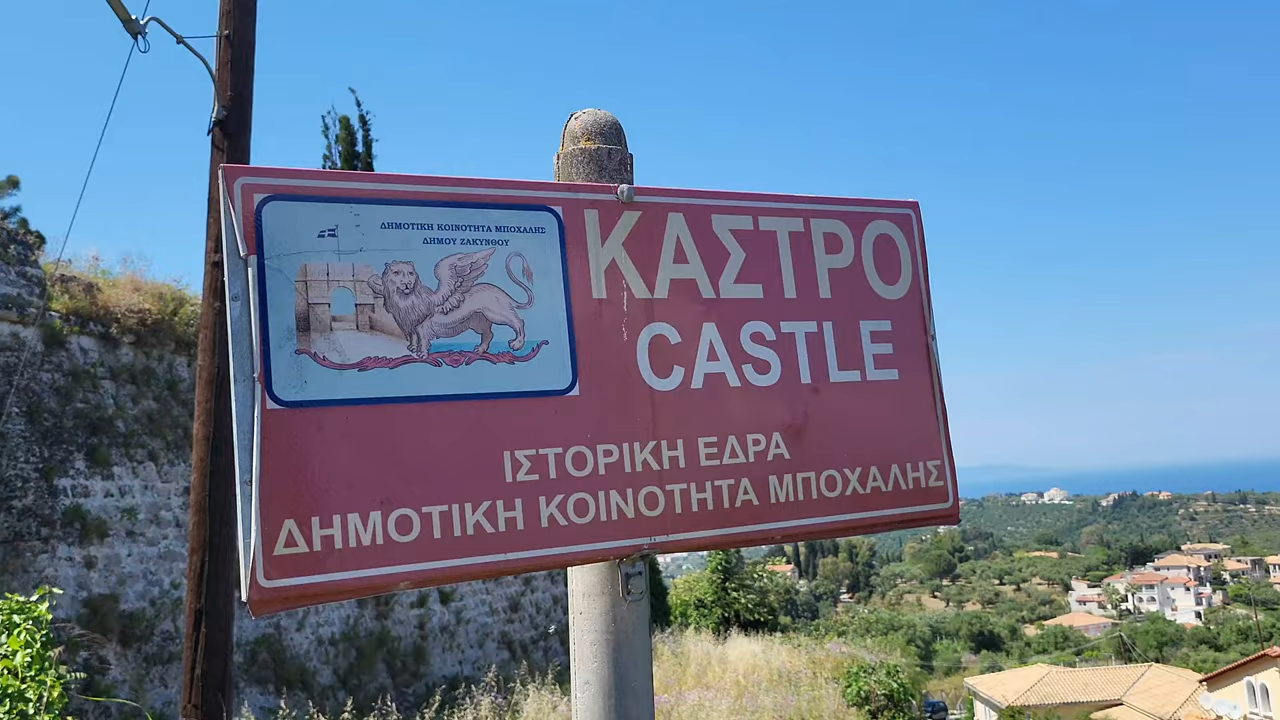 ΔΗΜΟΤΙΚΗ ΚΟΙΝΟΤΗΤΑ ΜΠΟΧΑΛΗΣ
ΔΗΜΟΥ ΖΑΚΥΝΘΟΥ
ΚΑΣΤΡΟ
CASTLE
ΙΣΤΟΡΙΚΗ ΕΔΡΑ
ΔΗΜΟΤΙΚΗ ΚΟΙΝΟΤΗΤΑ ΜΠΟΧΑΛΗΣ